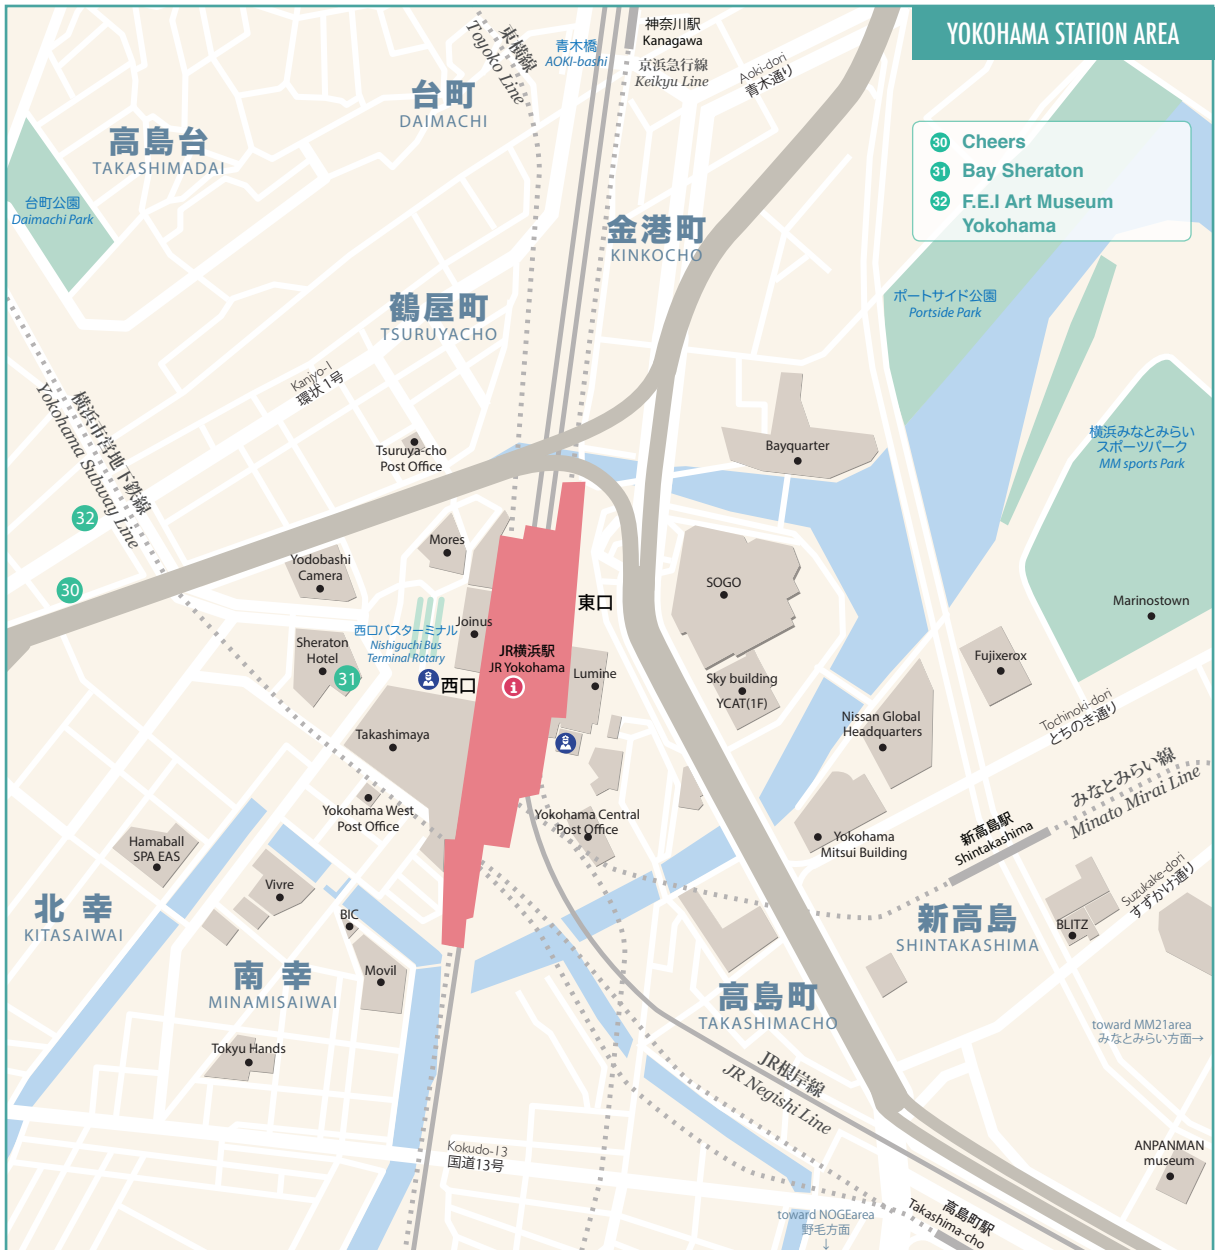 YOKOHAMA STATION AREA
30 Cheers
31 Bay Sheraton
32 F.E.I Art Museum
Yokohama
神奈川駅
Kanagawa
京浜急行線
Keikyu Line
東横線
Toyoko Line
青木橋
AOKI-bashi
Aoki-dori
青木通り
台町
DAIMACHI
高島台
TAKASHIMADAI
台町公園
Daimachi Park
金港町
KINKOCHO
鶴屋町
TSURUYACHO
ポートサイド公園
Portside Park
Kanjyo-1
環状1号
横浜市営地下鉄線
Yokohama Subway Line
Tsuruya-cho
Post Office
Bayquarter
横浜みなとみらい
スポーツパーク
MM sports Park
32
Mores
Yodobashi
Camera
30
SOGO
東口
Marinostown
西口バスターミナル
Nishiguchi Bus
Terminal Rotary
Joinus
Sheraton
Hotel
31
JR横浜駅
JR Yokohama
i
西口
Lumine
Sky building
YCAT(1F)
Fujixerox
Nissan Global
Headquarters
Tochinoki-dori
とちのき通り
Takashimaya
みなとみらい線
Minato Mirai Line
Yokohama West
Post Office
Yokohama Central
Post Office
Yokohama
Mitsui Building
新高島駅
Shintakashima
Hamaball
SPA EAS
Vivre
BIC
Suzukake-dori
すずかけ通り
北幸
KITASAIWAI
新高島
SHINTAKASHIMA
BLITZ
南幸
MINAMISAIWAI
Movil
高島町
TAKASHIMACHO
toward MM21area
みなとみらい方面→
Tokyu Hands
JR根岸線
JR Negishi Line
Kokudo-13
国道13号
ANPANMAN
museum
toward NOGEarea
野毛方面
↓
高島町駅
Takashima-cho